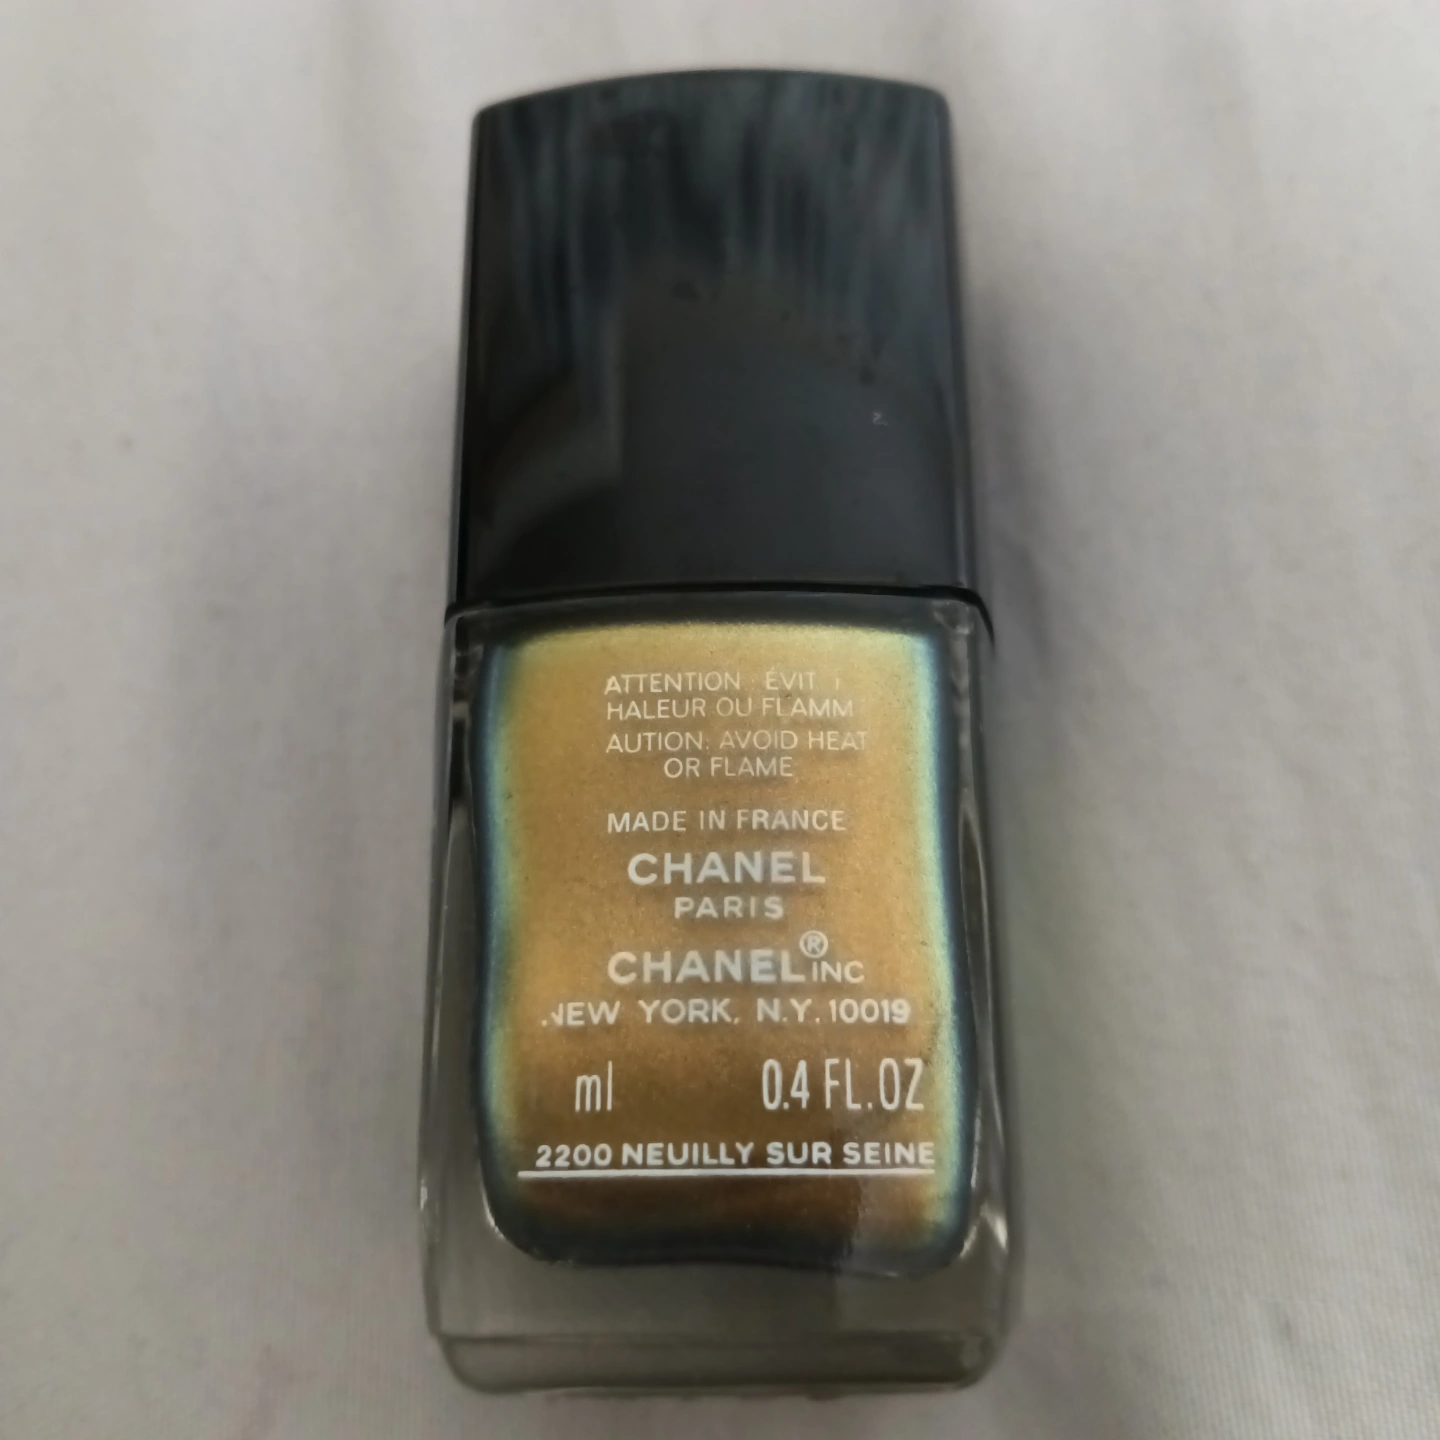 ATTENTION: ÉVIT
HALEUR OU FLAMM
AUTION: AVOID HEAT
OR FLAME
MADE IN FRANCE
CHANEL
PARIS
CHANEL® INC
NEW YORK, N.Y. 10019
ml 0.4 FL.OZ
2200 NEUILLY SUR SEINE